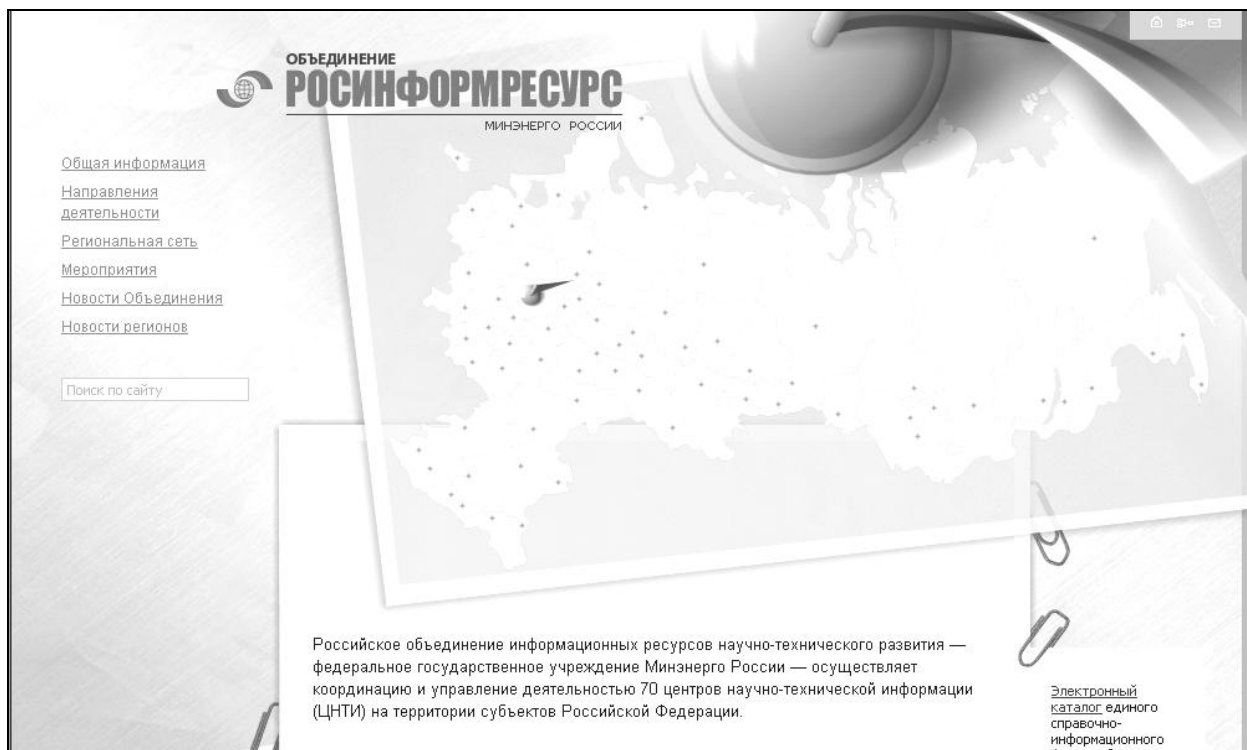 ОБЪЕДИНЕНИЕ
РОСИНФОРМРЕСУРС
МИНЭНЕРГО РОССИИ
Общая информация
Направления
деятельности
Региональная сеть
Мероприятия
Новости Объединения
Новости регионов
Поиск по сайту
Российское объединение информационных ресурсов научно-технического развития —
федеральное государственное учреждение Минэнерго России — осуществляет
координацию и управление деятельностью 70 центров научно-технической информации
(ЦНТИ) на территории субъектов Российской Федерации.
Электронный
каталог единого
справочно-
информационного